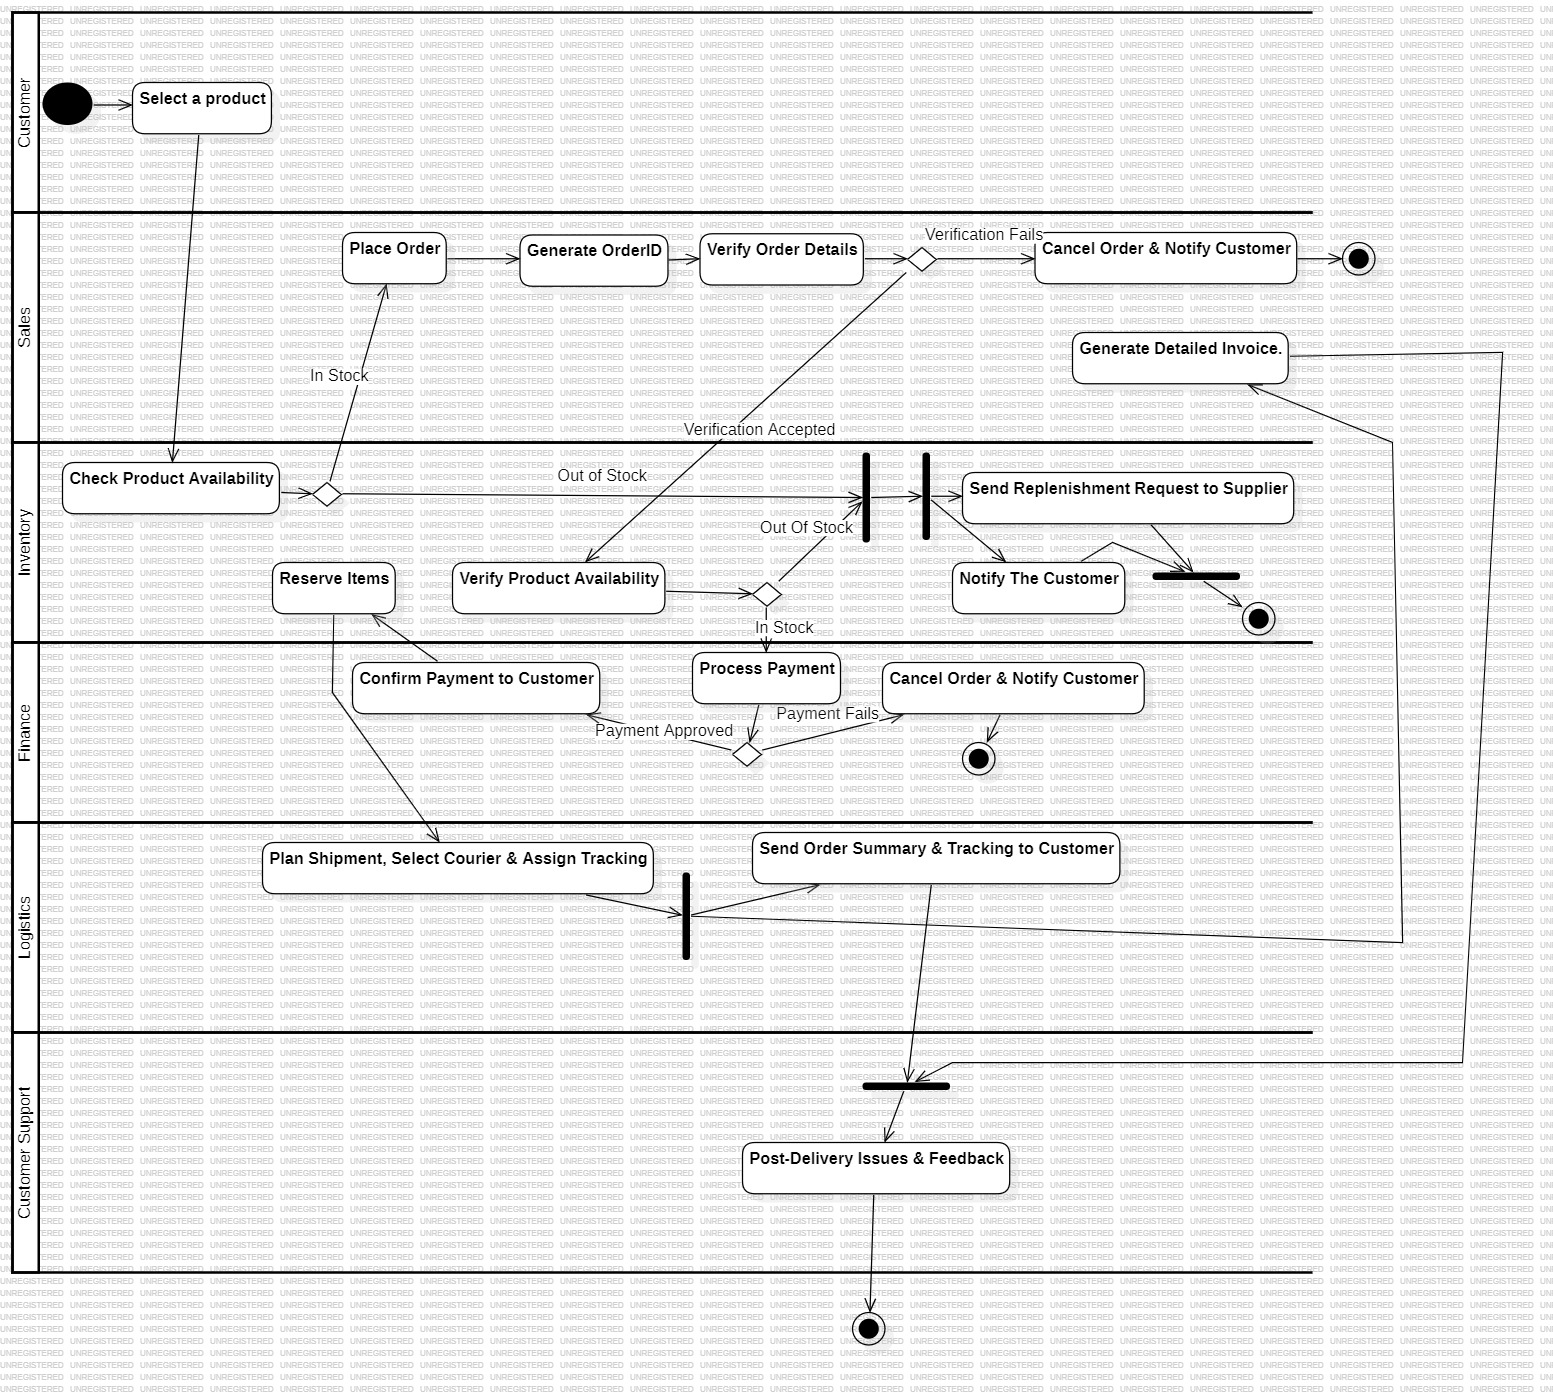 Customer
Select a product
Sales
Place Order
Generate OrderID
Verify Order Details
Verification Fails
Cancel Order & Notify Customer
Generate Detailed Invoice.
In Stock
Verification Accepted
Inventory
Check Product Availability
Out of Stock
Send Replenishment Request to Supplier
Out Of Stock
Reserve Items
Verify Product Availability
Notify The Customer
In Stock
Finance
Confirm Payment to Customer
Process Payment
Cancel Order & Notify Customer
Payment Approved
Payment Fails
Logistics
Plan Shipment, Select Courier & Assign Tracking
Send Order Summary & Tracking to Customer
Customer Support
Post-Delivery Issues & Feedback
UNREGISTERED